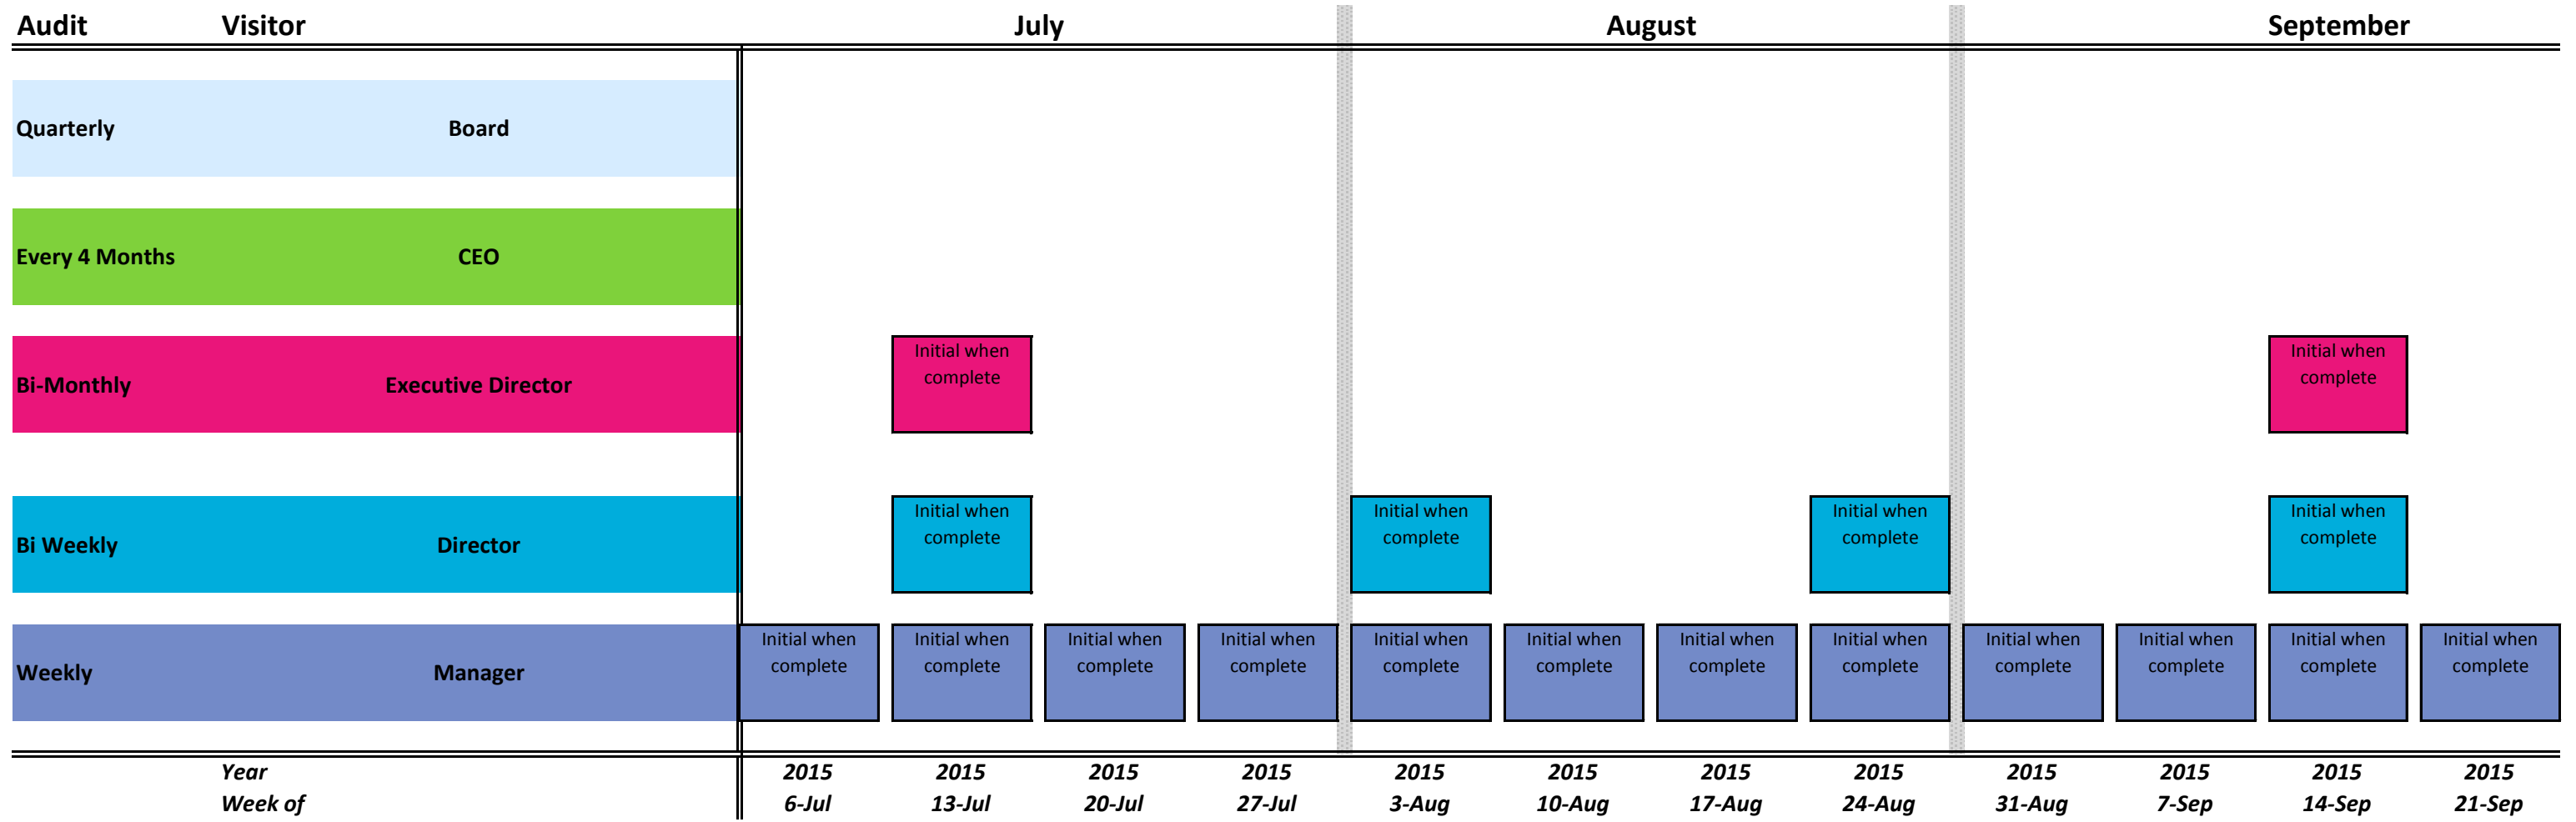 Audit Visitor July August September
Quarterly Board
Every 4 Months CEO
Bi-Monthly Executive Director
Initial when
complete
Initial when
complete
Bi Weekly Director
Initial when
complete
Initial when
complete
Initial when
complete
Initial when
complete
Weekly Manager
Initial when
complete
Initial when
complete
Initial when
complete
Initial when
complete
Initial when
complete
Initial when
complete
Initial when
complete
Initial when
complete
Initial when
complete
Initial when
complete
Initial when
complete
Initial when
complete
Year 2015 2015 2015 2015 2015 2015 2015 2015 2015 2015 2015 2015
Week of 6-Jul 13-Jul 20-Jul 27-Jul 3-Aug 10-Aug 17-Aug 24-Aug 31-Aug 7-Sep 14-Sep 21-Sep